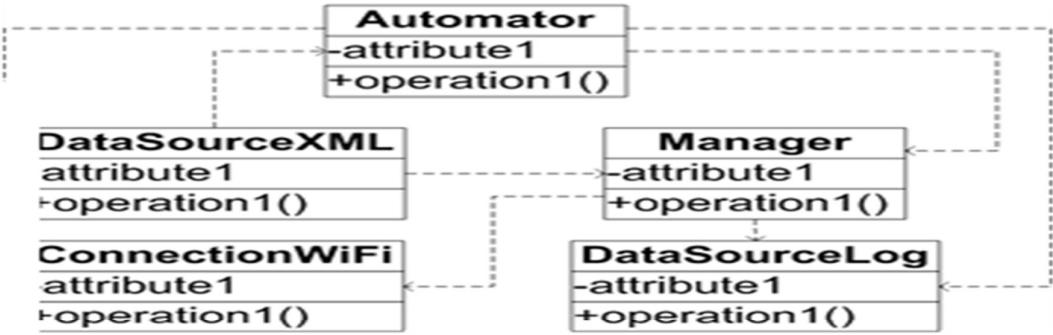 Automator
-attribute1
+operation1()
DataSourceXML
attribute1
+operation1()
Manager
-attribute1
+operation1()
ConnectionWiFi
attribute1
+operation1()
DataSourceLog
-attribute1
+operation1()